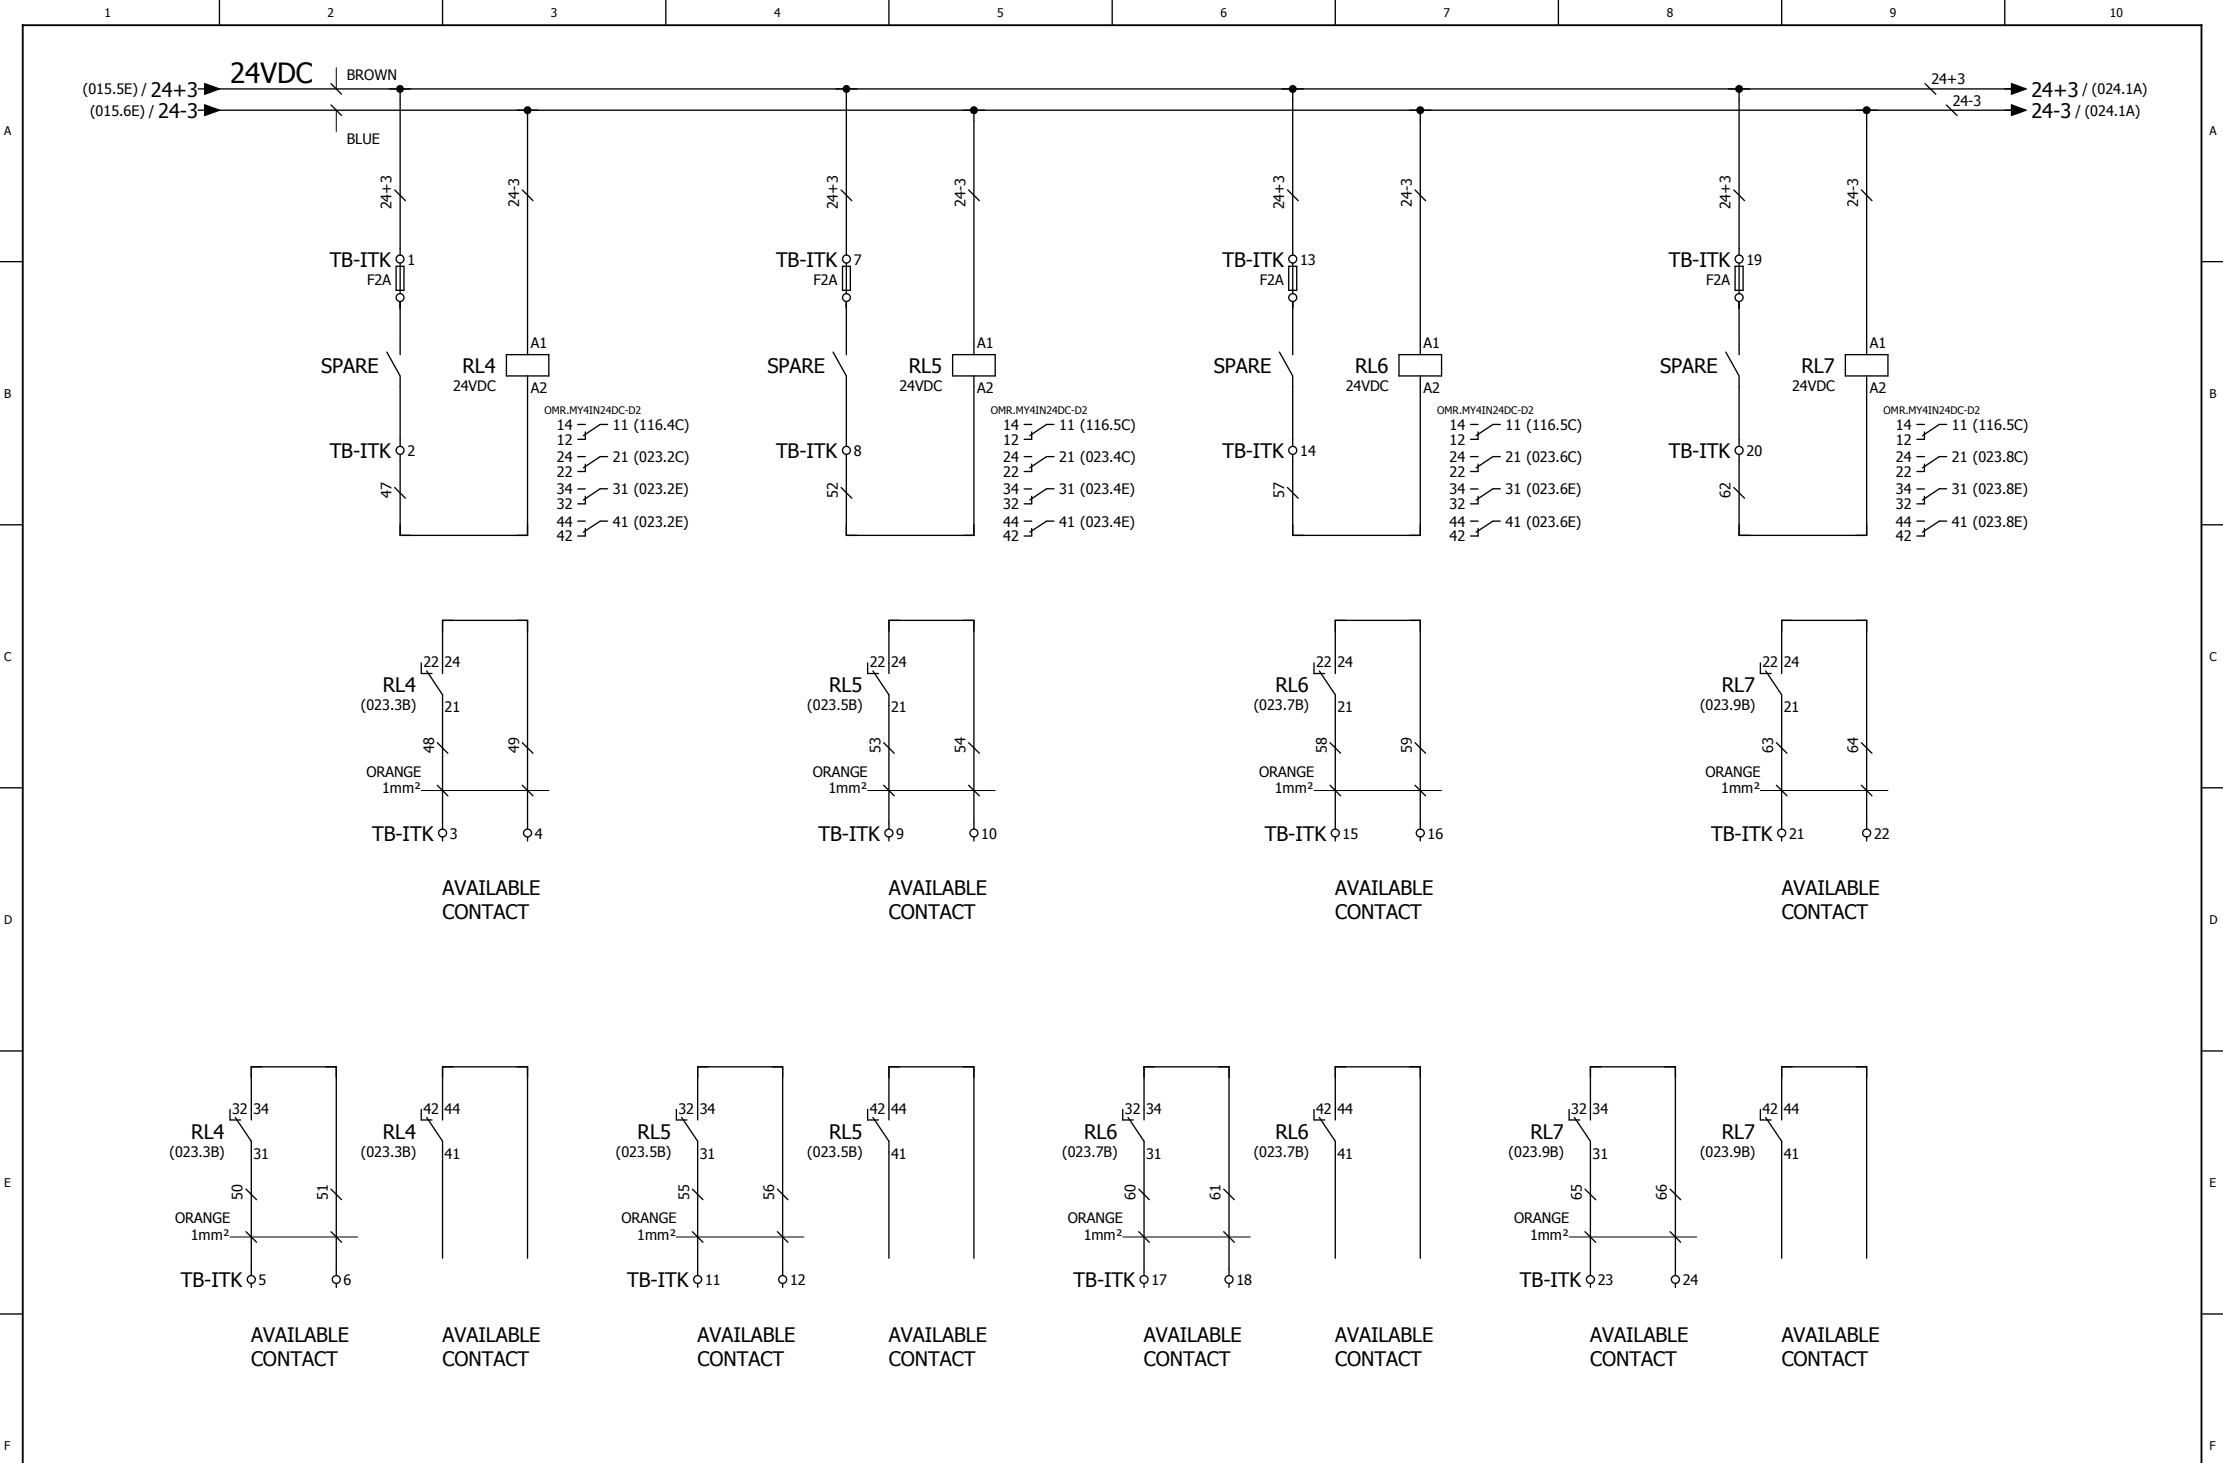 1 2 3 4 5 6 7 8 9 10
24VDC BROWN
(015.5E) / 24+3 24+3 24+3 / (024.1A)
(015.6E) / 24-3 24-3 24-3 / (024.1A)
A A
BLUE
24+3 24-3 24+3 24-3 24+3 24-3 24+3 24-3
TB-ITK 1 TB-ITK 7 TB-ITK 13 TB-ITK 19
F2A F2A F2A F2A
A1 A1 A1 A1
SPARE RL4 SPARE RL5 SPARE RL6 SPARE RL7
24VDC A2 24VDC A2 24VDC A2 24VDC A2
B B
OMR.MY4IN24DC-D2 OMR.MY4IN24DC-D2 OMR.MY4IN24DC-D2 OMR.MY4IN24DC-D2
14 11 (116.4C) 14 11 (116.5C) 14 11 (116.5C) 14 11 (116.5C)
12 12 12 12
TB-ITK 2 TB-ITK 8 TB-ITK 14 TB-ITK 20
24 21 (023.2C) 24 21 (023.4C) 24 21 (023.6C) 24 21 (023.8C)
22 22 22 22
47 52 57 62
34 31 (023.2E) 34 31 (023.4E) 34 31 (023.6E) 34 31 (023.8E)
32 32 32 32
44 41 (023.2E) 44 41 (023.4E) 44 41 (023.6E) 44 41 (023.8E)
42 42 42 42
C C
22 24 22 24 22 24 22 24
RL4 RL5 RL6 RL7
(023.3B) 21 (023.5B) 21 (023.7B) 21 (023.9B) 21
48 49 53 54 58 59 63 64
ORANGE ORANGE ORANGE ORANGE
1mm² 1mm² 1mm² 1mm²
TB-ITK 3 4 TB-ITK 9 10 TB-ITK 15 16 TB-ITK 21 22
AVAILABLE AVAILABLE AVAILABLE AVAILABLE
CONTACT CONTACT CONTACT CONTACT
D D
32 34 42 44 32 34 42 44 32 34 42 44 32 34 42 44
RL4 RL4 RL5 RL5 RL6 RL6 RL7 RL7
(023.3B) 31 (023.3B) 41 (023.5B) 31 (023.5B) 41 (023.7B) 31 (023.7B) 41 (023.9B) 31 (023.9B) 41
E E
50 51 55 56 60 61 65 66
ORANGE ORANGE ORANGE ORANGE
1mm² 1mm² 1mm² 1mm²
TB-ITK 5 6 TB-ITK 11 12 TB-ITK 17 18 TB-ITK 23 24
AVAILABLE AVAILABLE AVAILABLE AVAILABLE AVAILABLE AVAILABLE AVAILABLE AVAILABLE
CONTACT CONTACT CONTACT CONTACT CONTACT CONTACT CONTACT CONTACT
F F